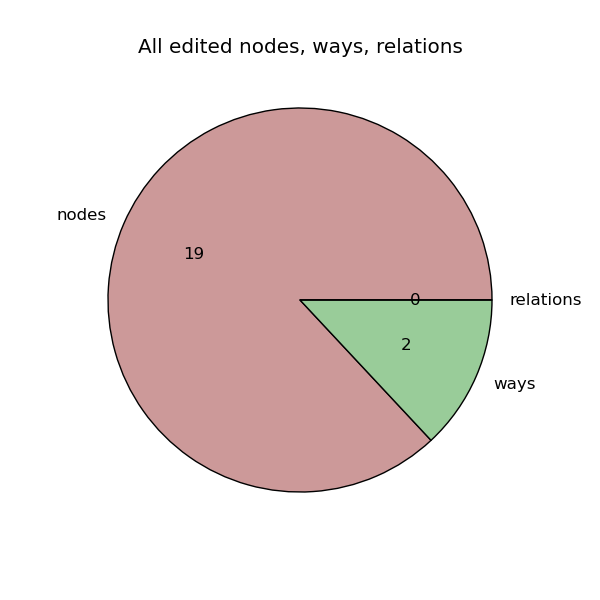 All edited nodes, ways, relations
nodes
19
0
relations
2
ways